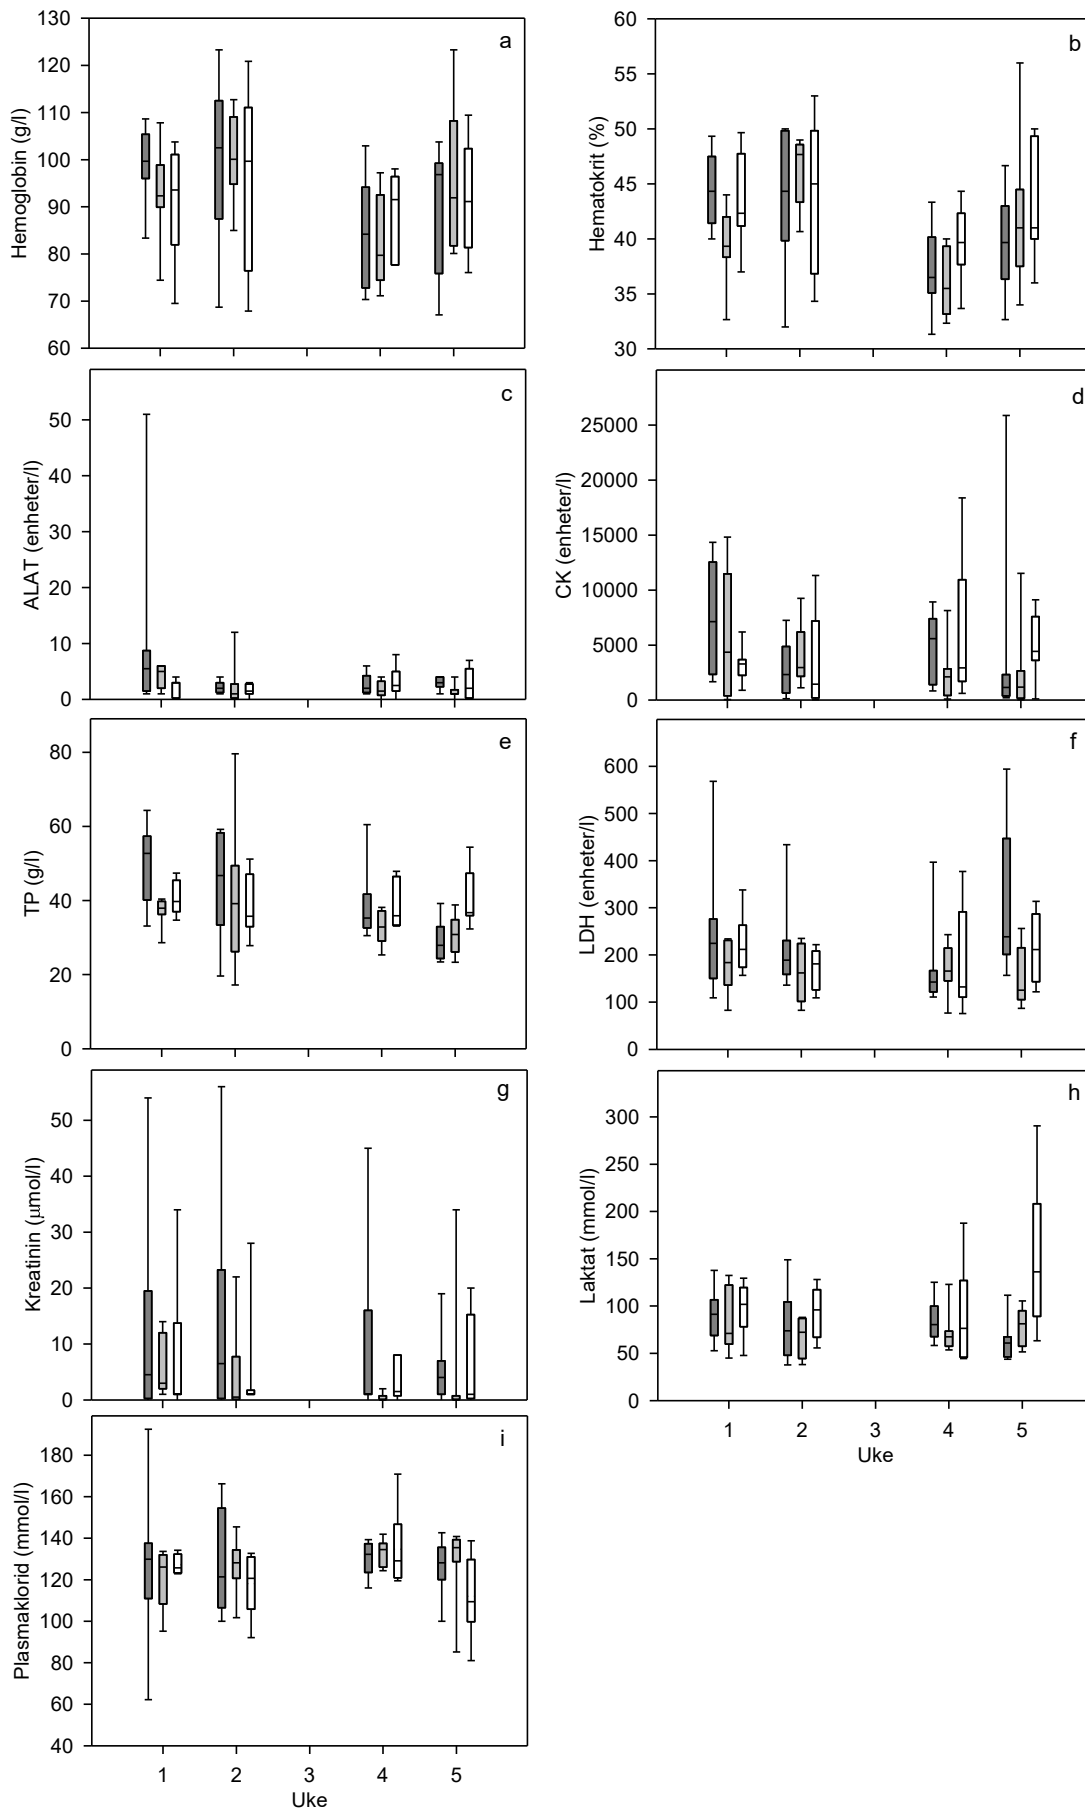 a
130
120
110
100
90
80
70
60
Hemoglobin (g/l)
b
60
55
50
45
40
35
30
Hematokrit (%)
c
50
40
30
20
10
0
ALAT (enheter/l)
d
25000
20000
15000
10000
5000
0
CK (enheter/l)
e
80
60
40
20
0
TP (g/l)
f
600
500
400
300
200
100
0
LDH (enheter/l)
g
50
40
30
20
10
0
Kreatinin (µmol/l)
h
300
250
200
150
100
50
0
Laktat (mmol/l)
1 2 3 4 5
Uke
i
180
160
140
120
100
80
60
40
Plasmaklorid (mmol/l)
1 2 3 4 5
Uke